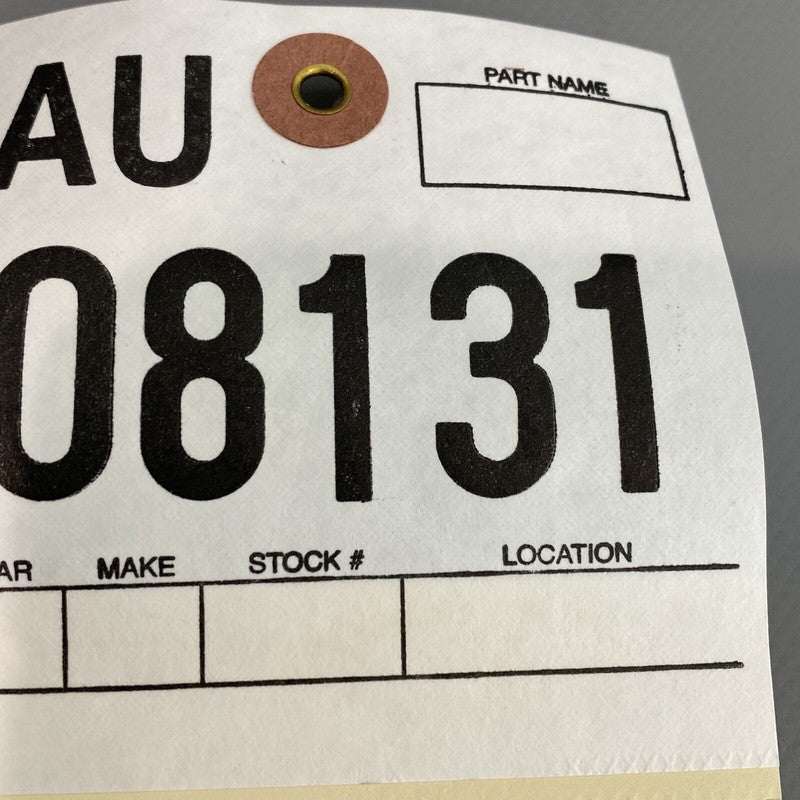 AU
PART NAME
08131
AR MAKE STOCK # LOCATION